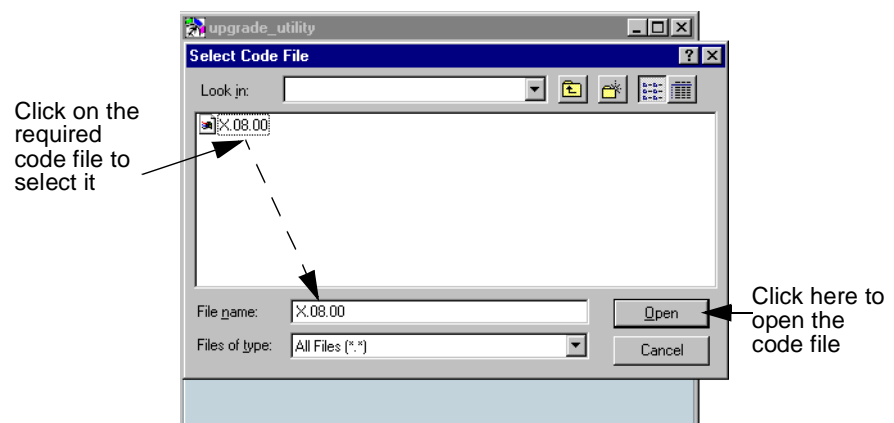 upgrade_utility
Select Code File
Look in:
Click on the
required
code file to
select it
X.08.00
File name:
X.08.00
Open
Files of type:
All Files (*.*)
Cancel
Click here to
open the
code file